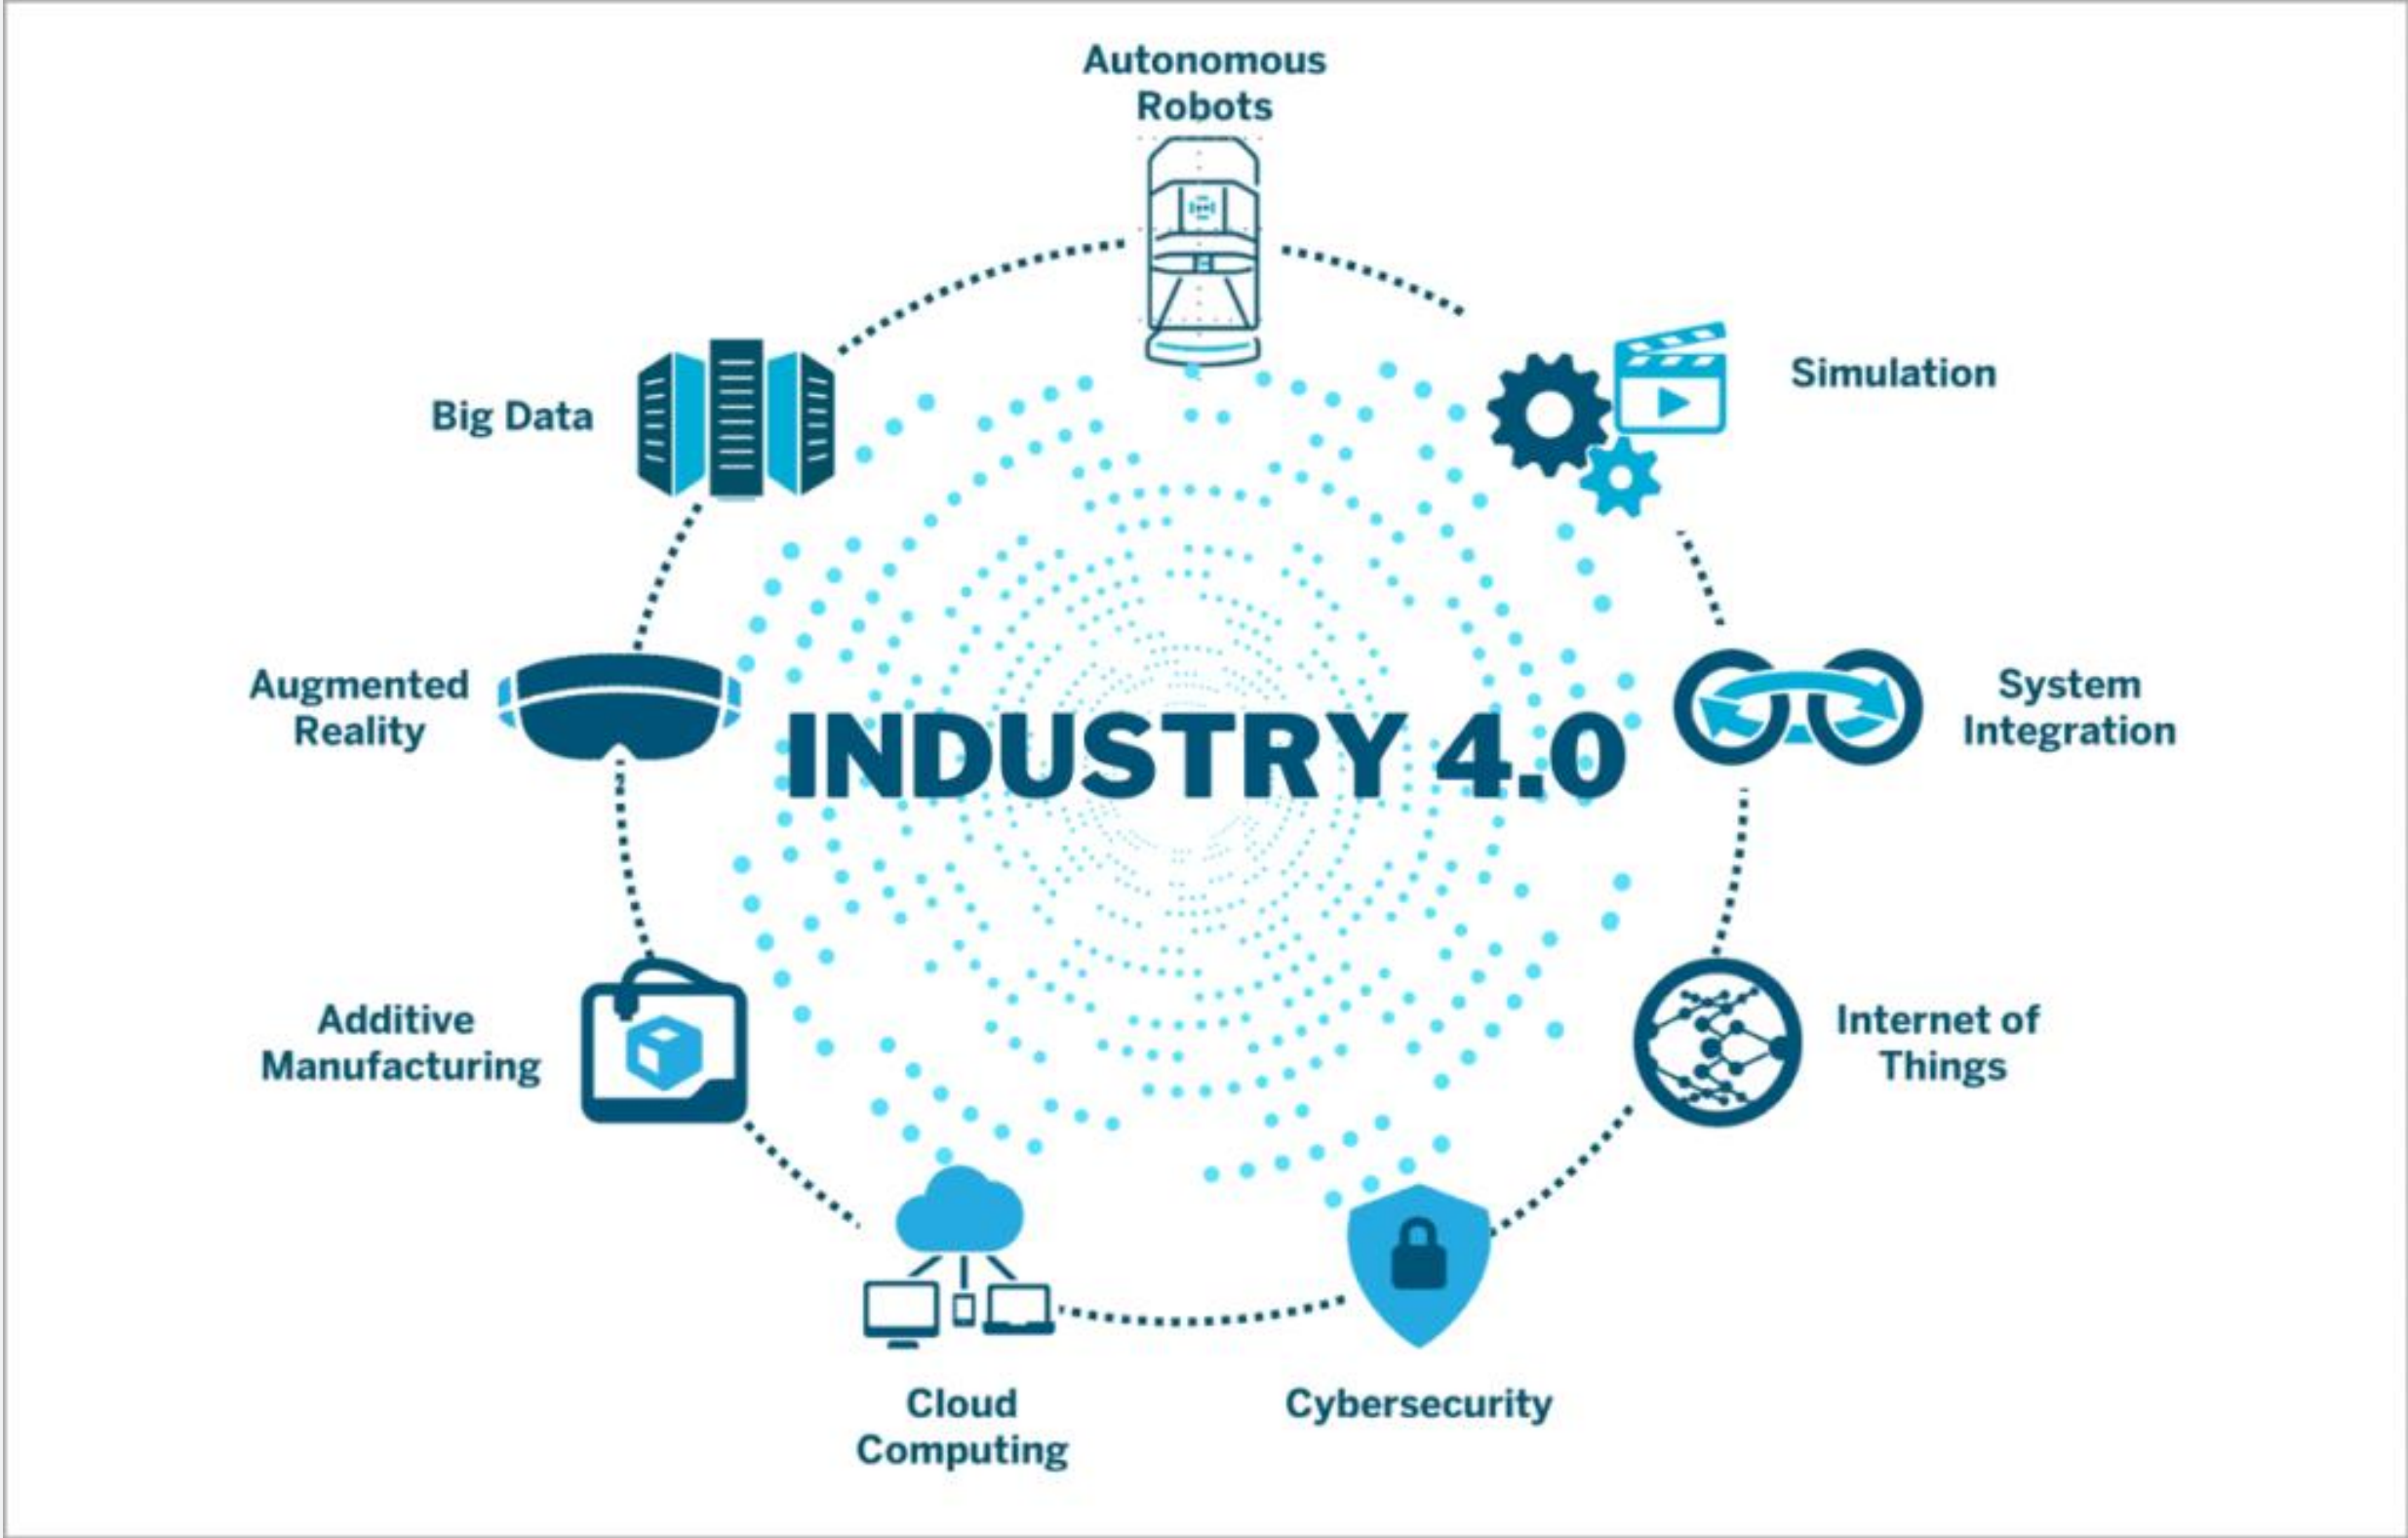 Autonomous
Robots
Simulation
Big Data
Augmented
Reality
System
Integration
INDUSTRY 4.0
Additive
Manufacturing
Internet of
Things
Cloud
Computing
Cybersecurity